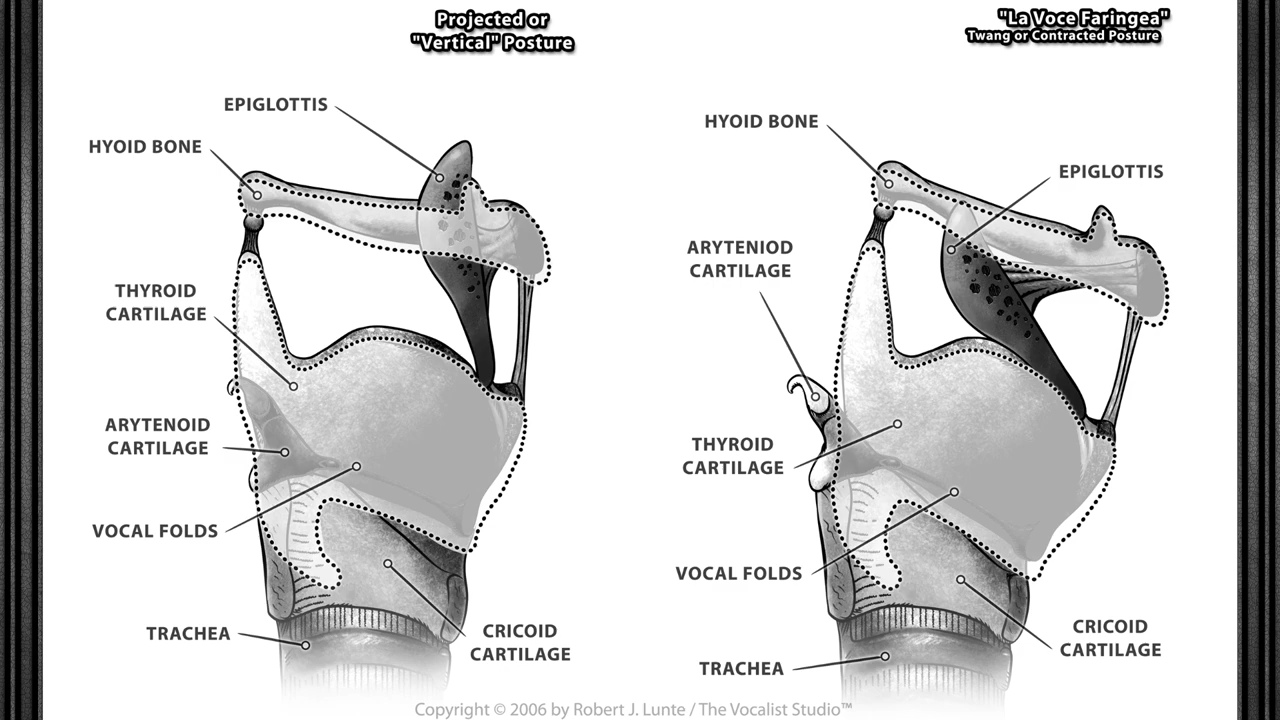 Projected or
"Vertical" Posture
EPIGLOTTIS
HYOID BONE
THYROID
CARTILAGE
ARYTENOID
CARTILAGE
VOCAL FOLDS
TRACHEA
CRICOID
CARTILAGE
"La Voce Faringea"
Twang or Contracted Posture
HYOID BONE
EPIGLOTTIS
ARYTENIOD
CARTILAGE
THYROID
CARTILAGE
VOCAL FOLDS
TRACHEA
CRICOID
CARTILAGE
Copyright © 2006 by Robert J. Lunte / The Vocalist Studio™